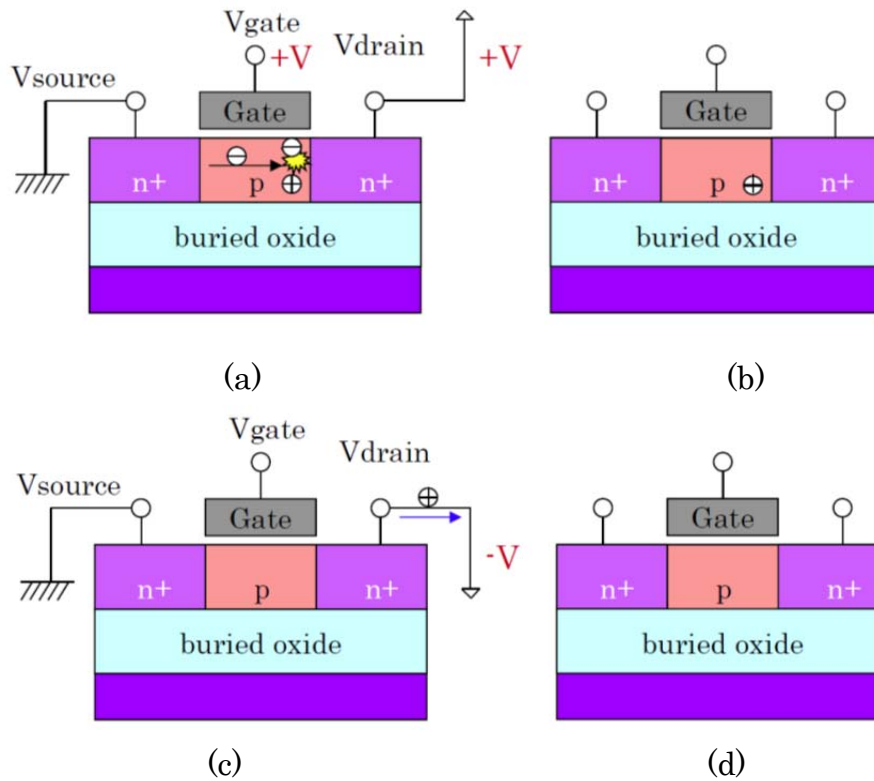 Vgate
+V
Vdrain
+V
Vsource
Gate
n+
p
n+
buried oxide
(a)
Gate
n+
p
n+
buried oxide
(b)
Vgate
Vdrain
Vsource
Gate
-V
n+
p
n+
buried oxide
(c)
Gate
n+
p
n+
buried oxide
(d)